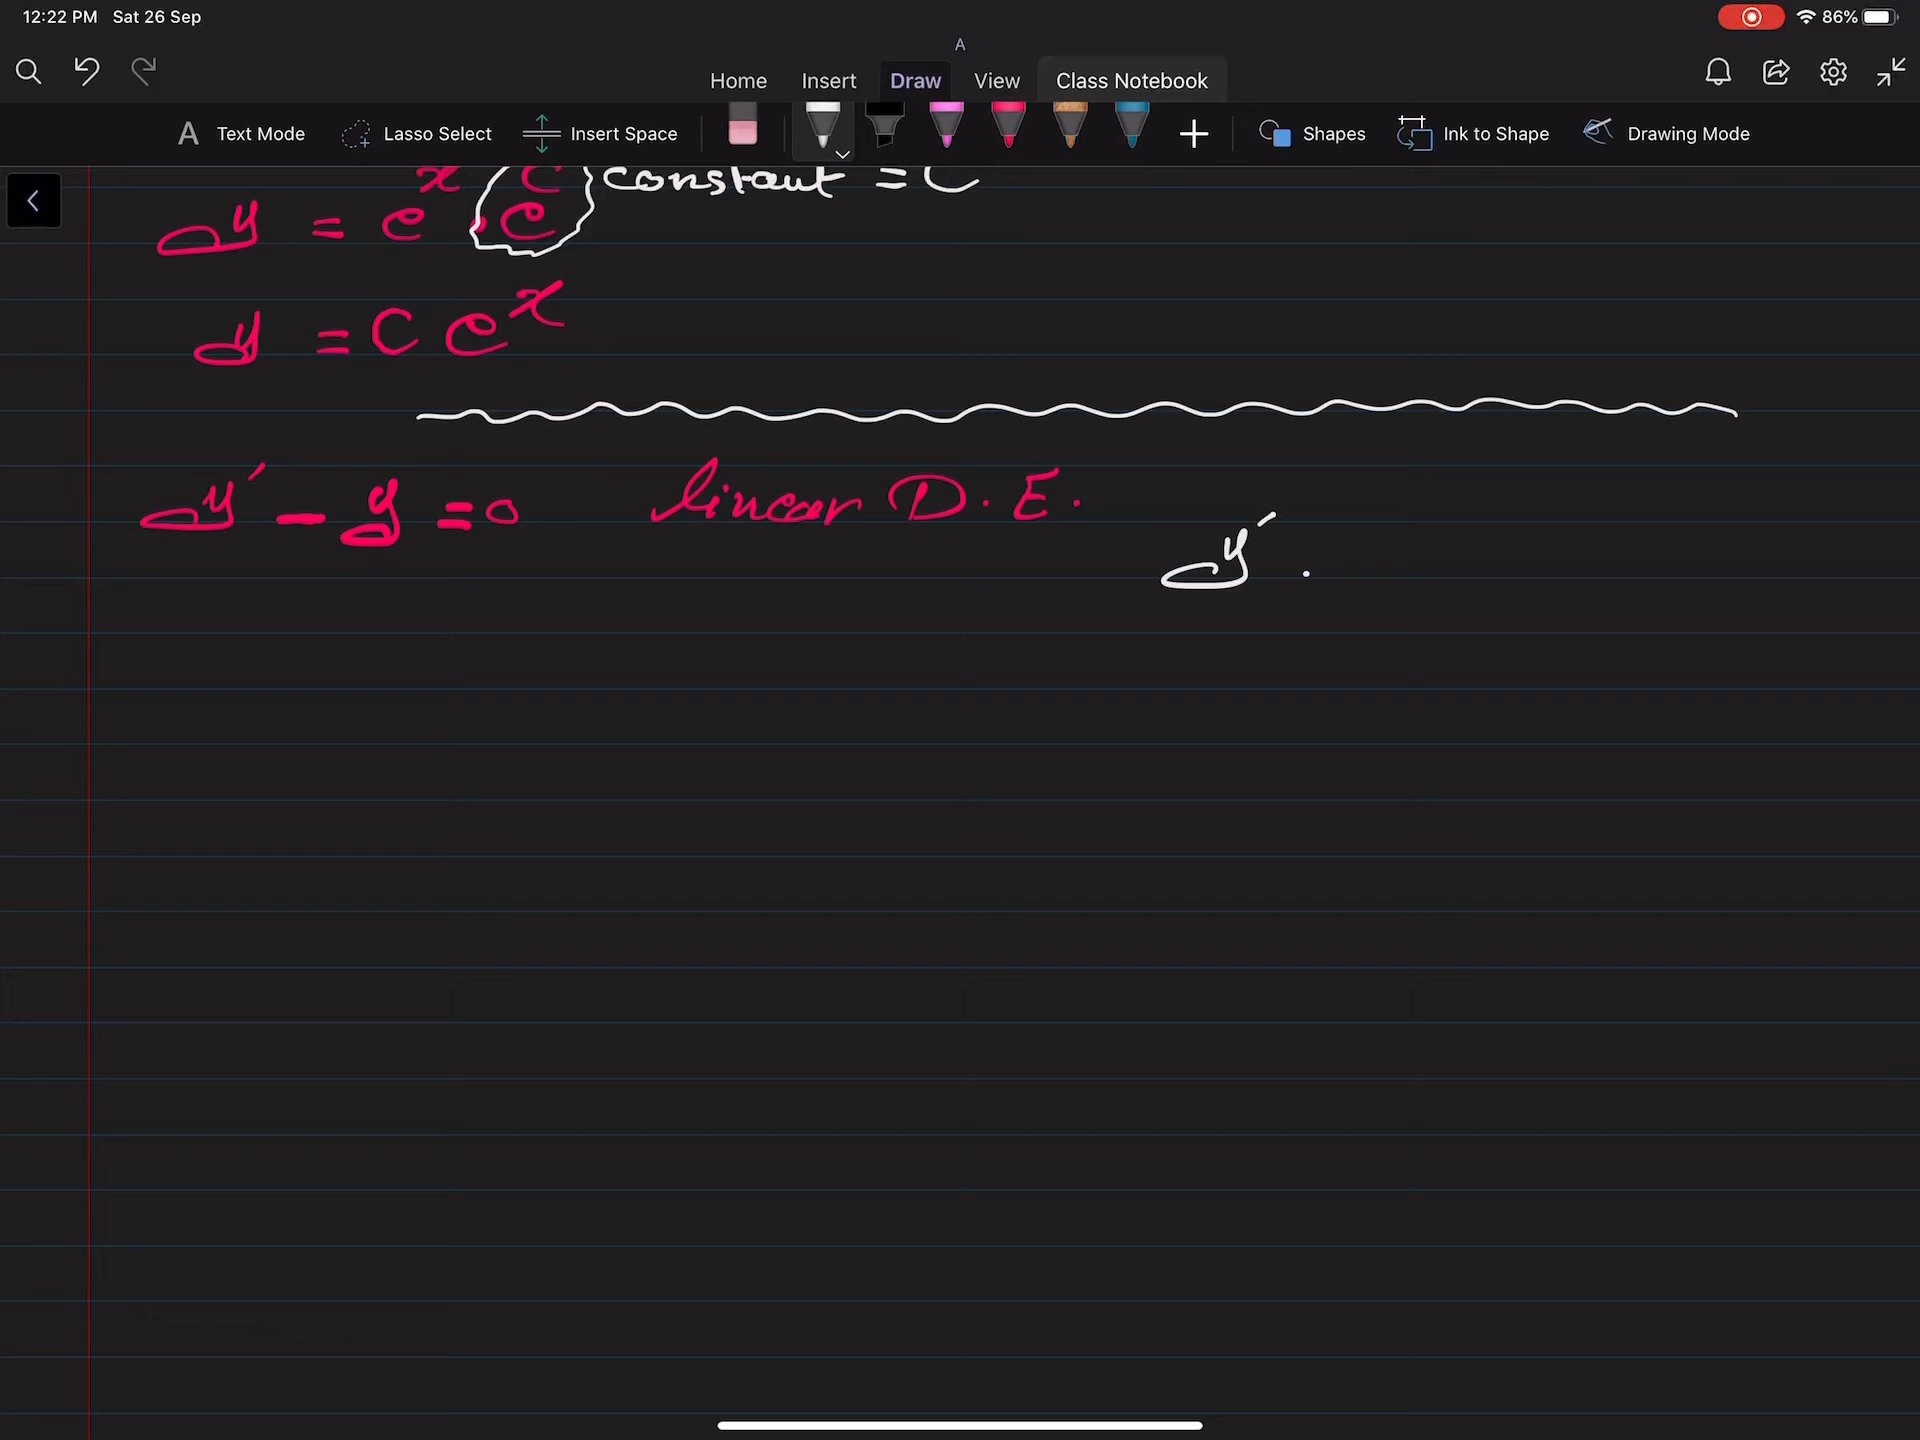 12:22 PM Sat 26 Sep 86%
A
Home Insert Draw View Class Notebook
A Text Mode Lasso Select Insert Space Shapes Ink to Shape Drawing Mode
y = e^x . e^c constant = C
y = C e^x
y′ - y = 0 linear D.E.
y′ .